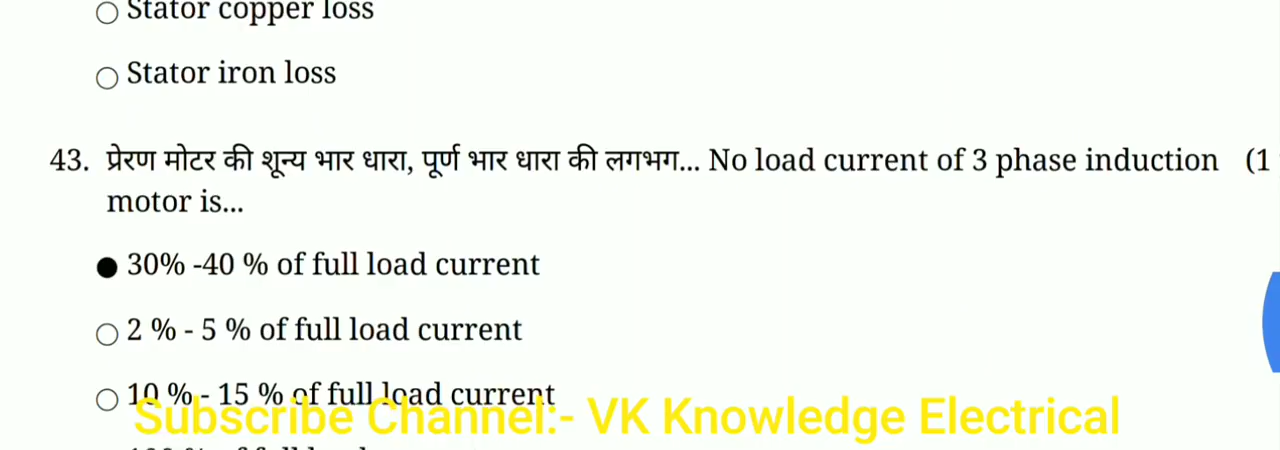 Stator copper loss
Stator iron loss
43. प्रेरण मोटर की शून्य भार धारा, पूर्ण भार धारा की लगभग... No load current of 3 phase induction (1
motor is...
30% -40 % of full load current
2 % - 5 % of full load current
10 % - 15 % of full load current
Subscribe Channel:- VK Knowledge Electrical